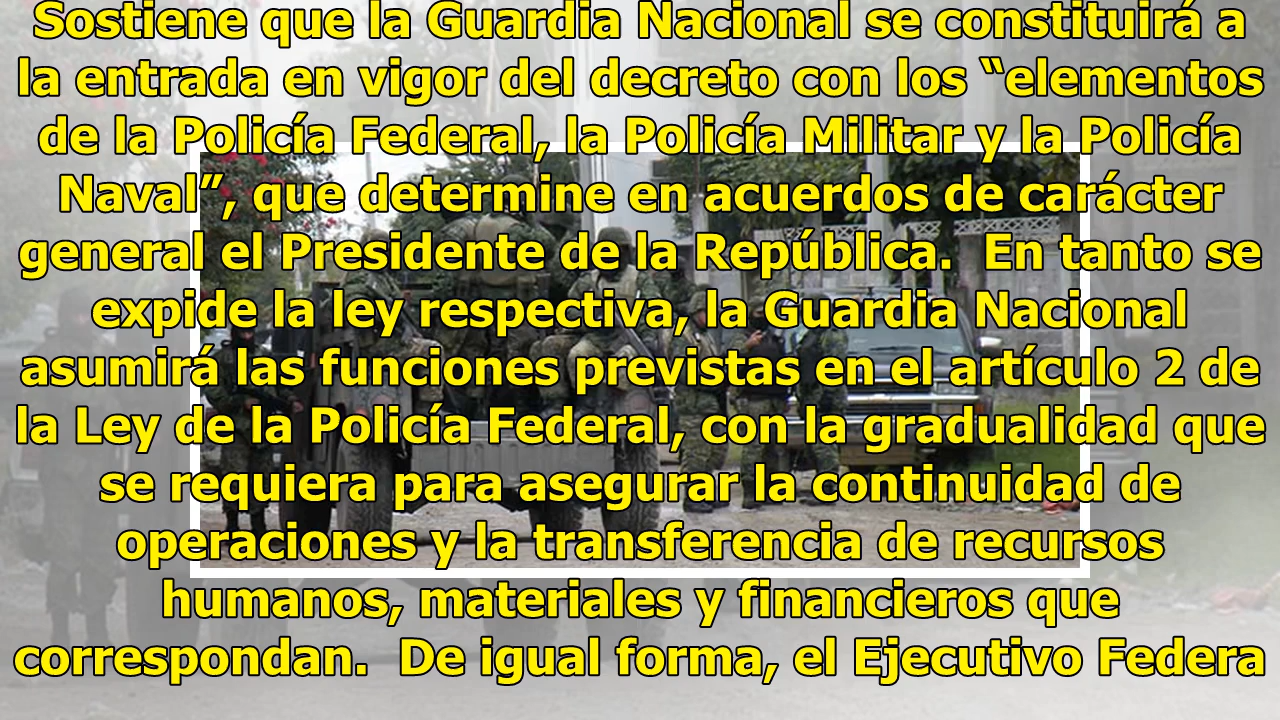 Sostiene que la Guardia Nacional se constituirá a
la entrada en vigor del decreto con los “elementos
de la Policía Federal, la Policía Militar y la Policía
Naval”, que determine en acuerdos de carácter
general el Presidente de la República.  En tanto se
expide la ley respectiva, la Guardia Nacional
asumirá las funciones previstas en el artículo 2 de
la Ley de la Policía Federal, con la gradualidad que
se requiera para asegurar la continuidad de
operaciones y la transferencia de recursos
humanos, materiales y financieros que
correspondan.  De igual forma, el Ejecutivo Federa